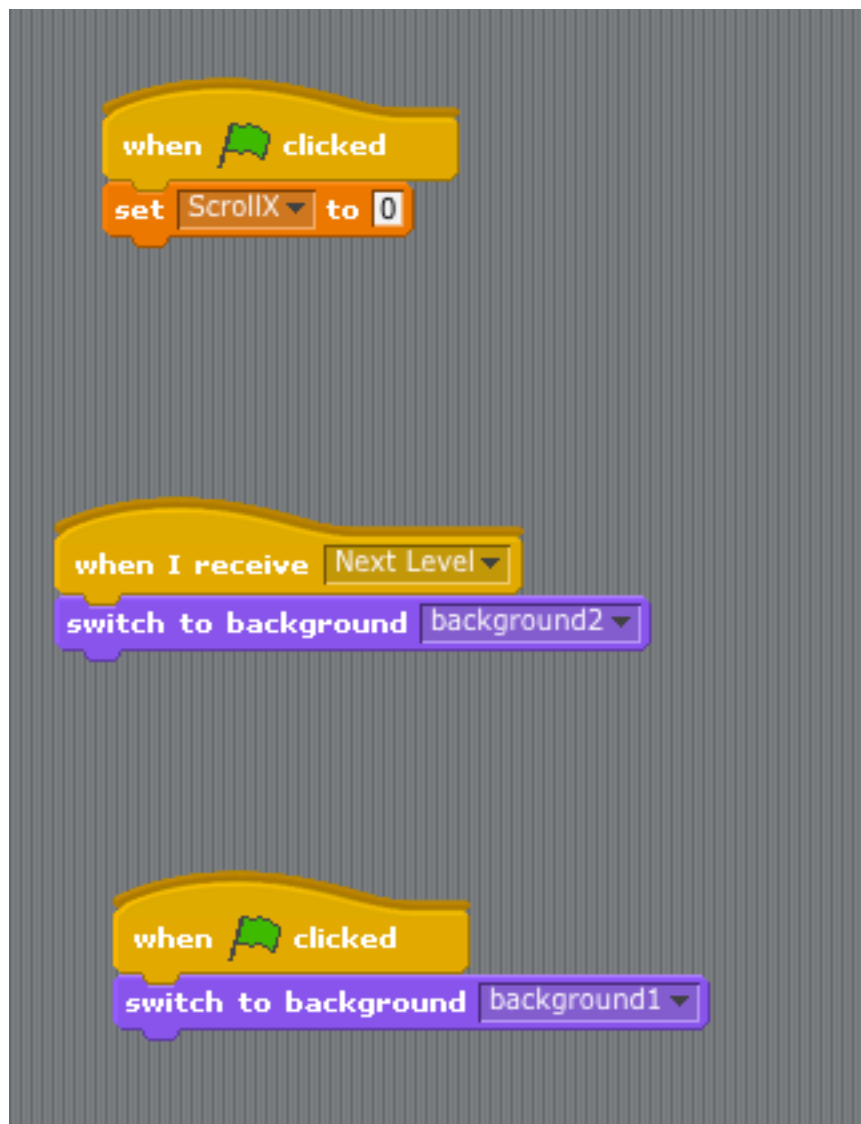 when clicked
set ScrollX to 0
when I receive Next Level
switch to background background2
when clicked
switch to background background1